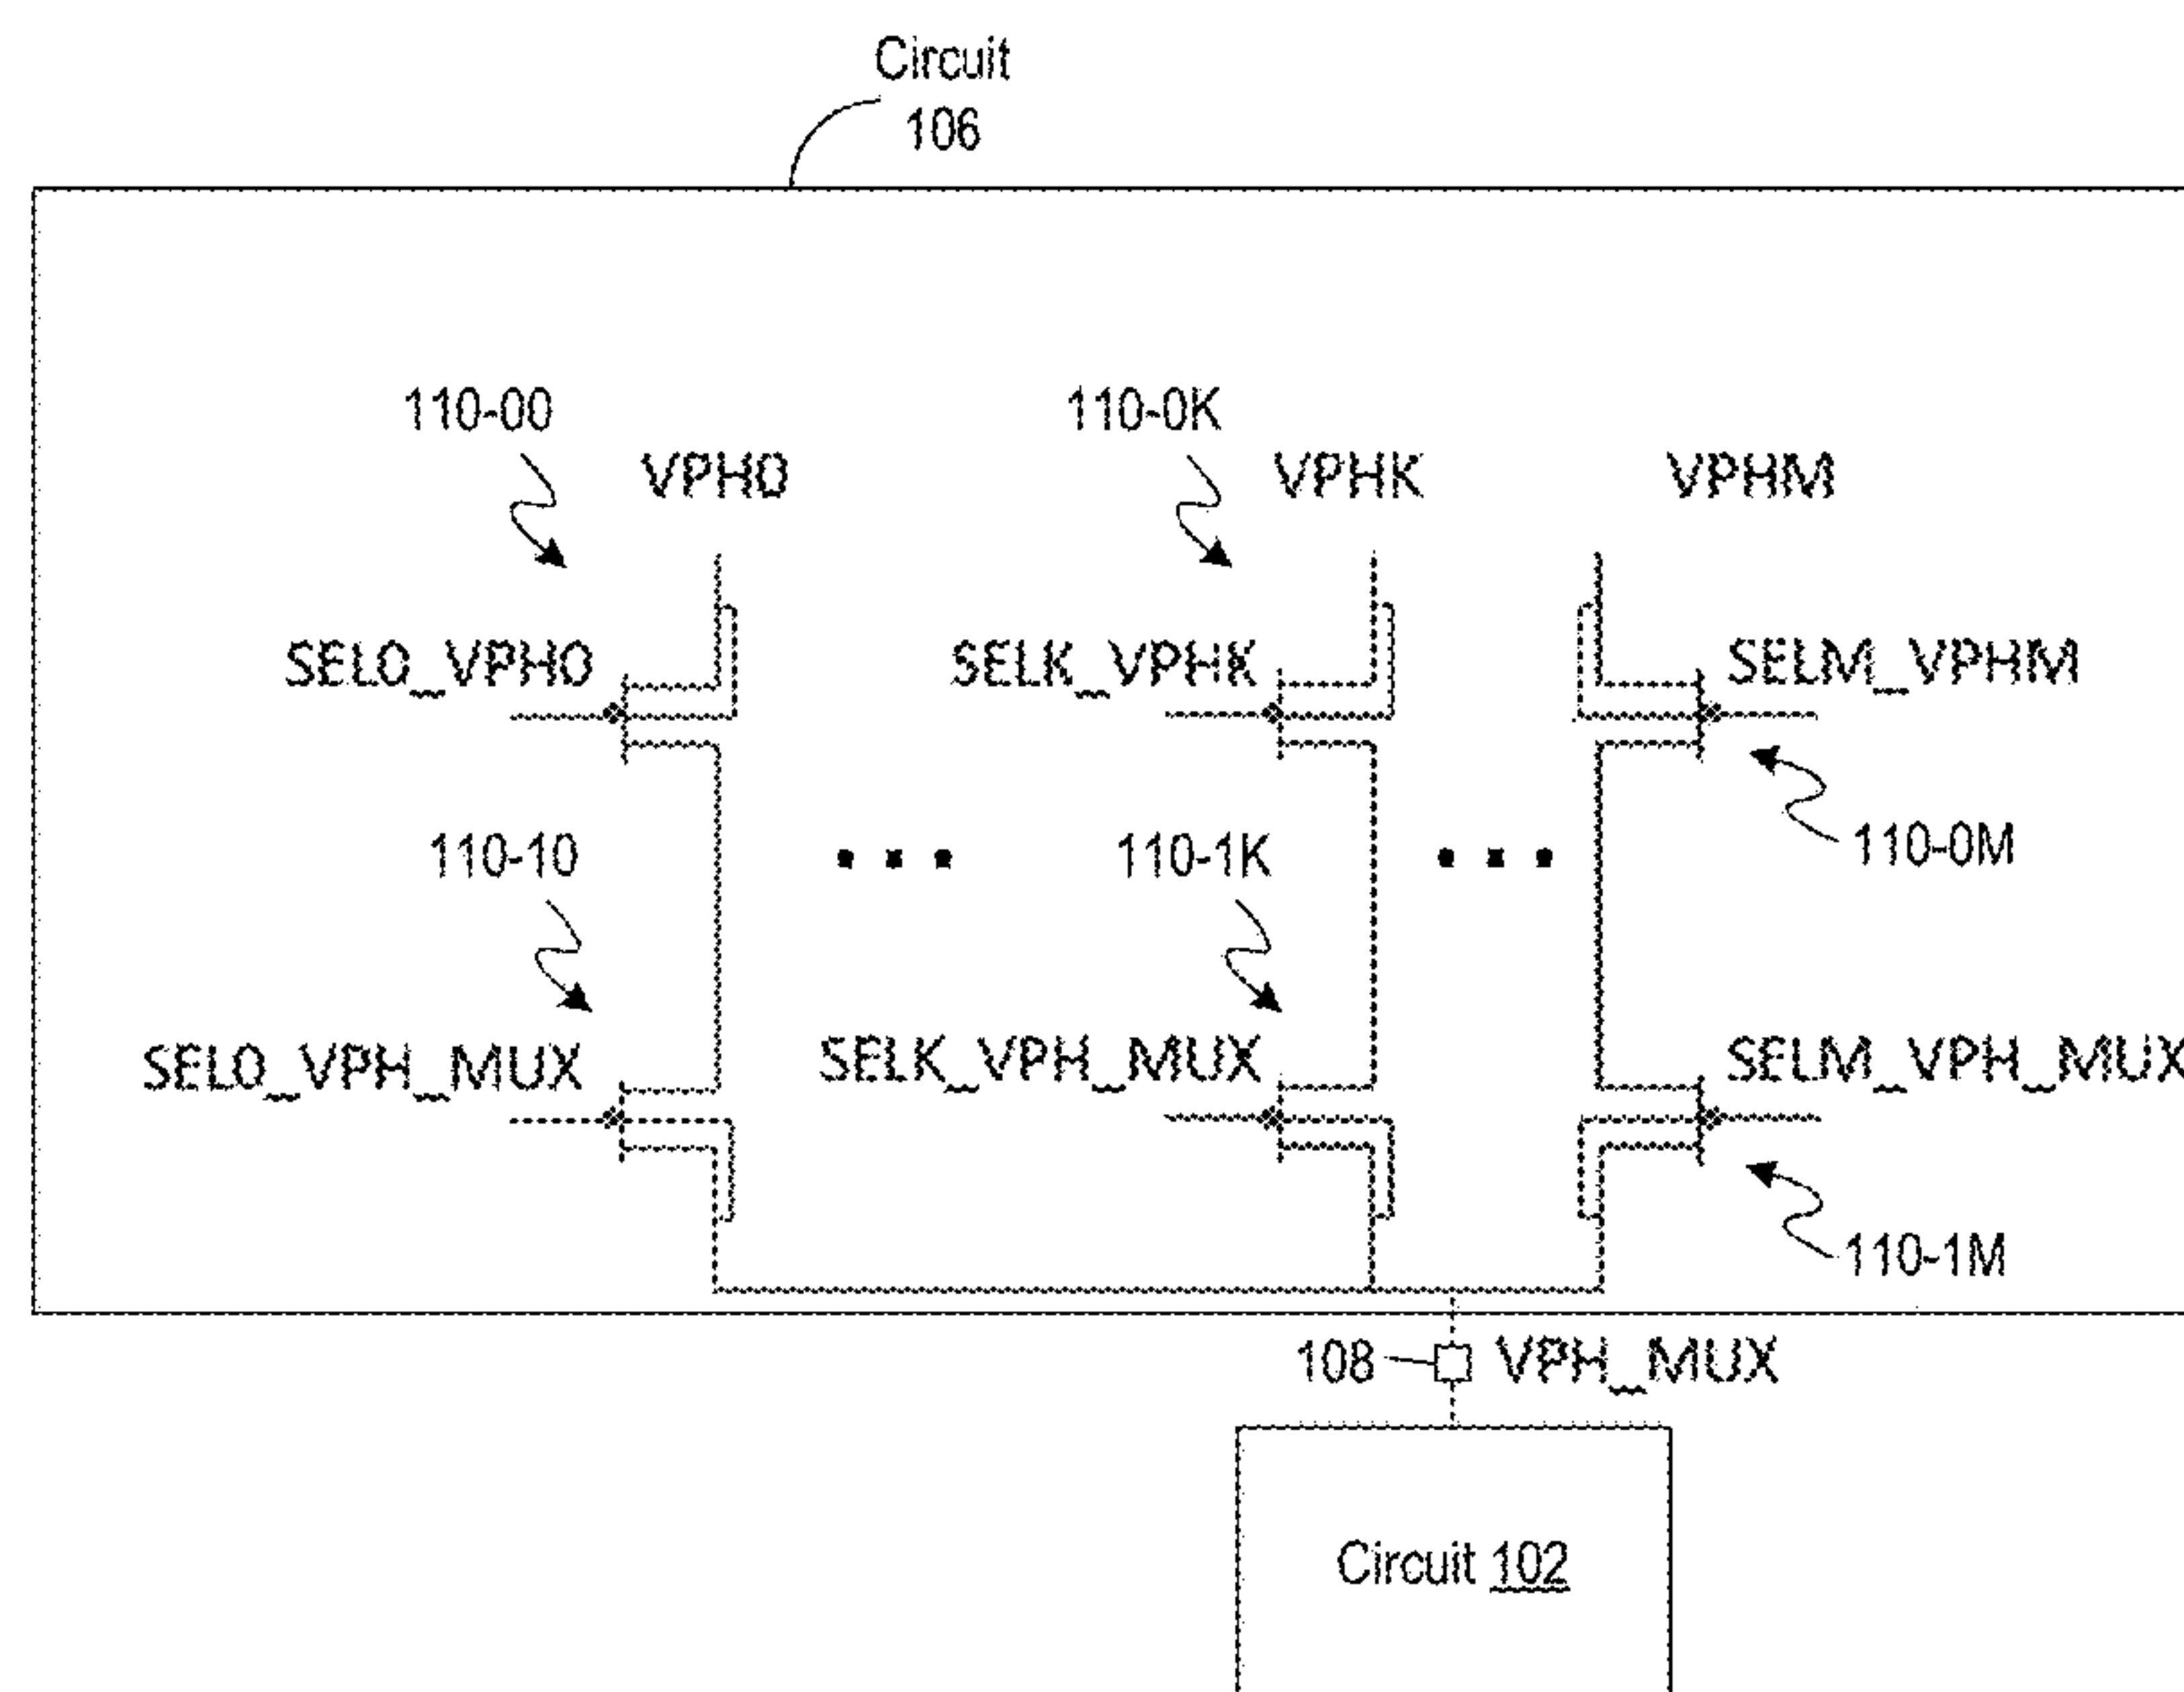 Circuit
106
110-00
110-0K
VPH0
VPHK
VPHM
SEL0_VPH0
SELK_VPHK
SELM_VPHM
110-10
110-1K
110-0M
SEL0_VPH_MUX
SELK_VPH_MUX
SELM_VPH_MUX
110-1M
108
VPH_MUX
Circuit 102